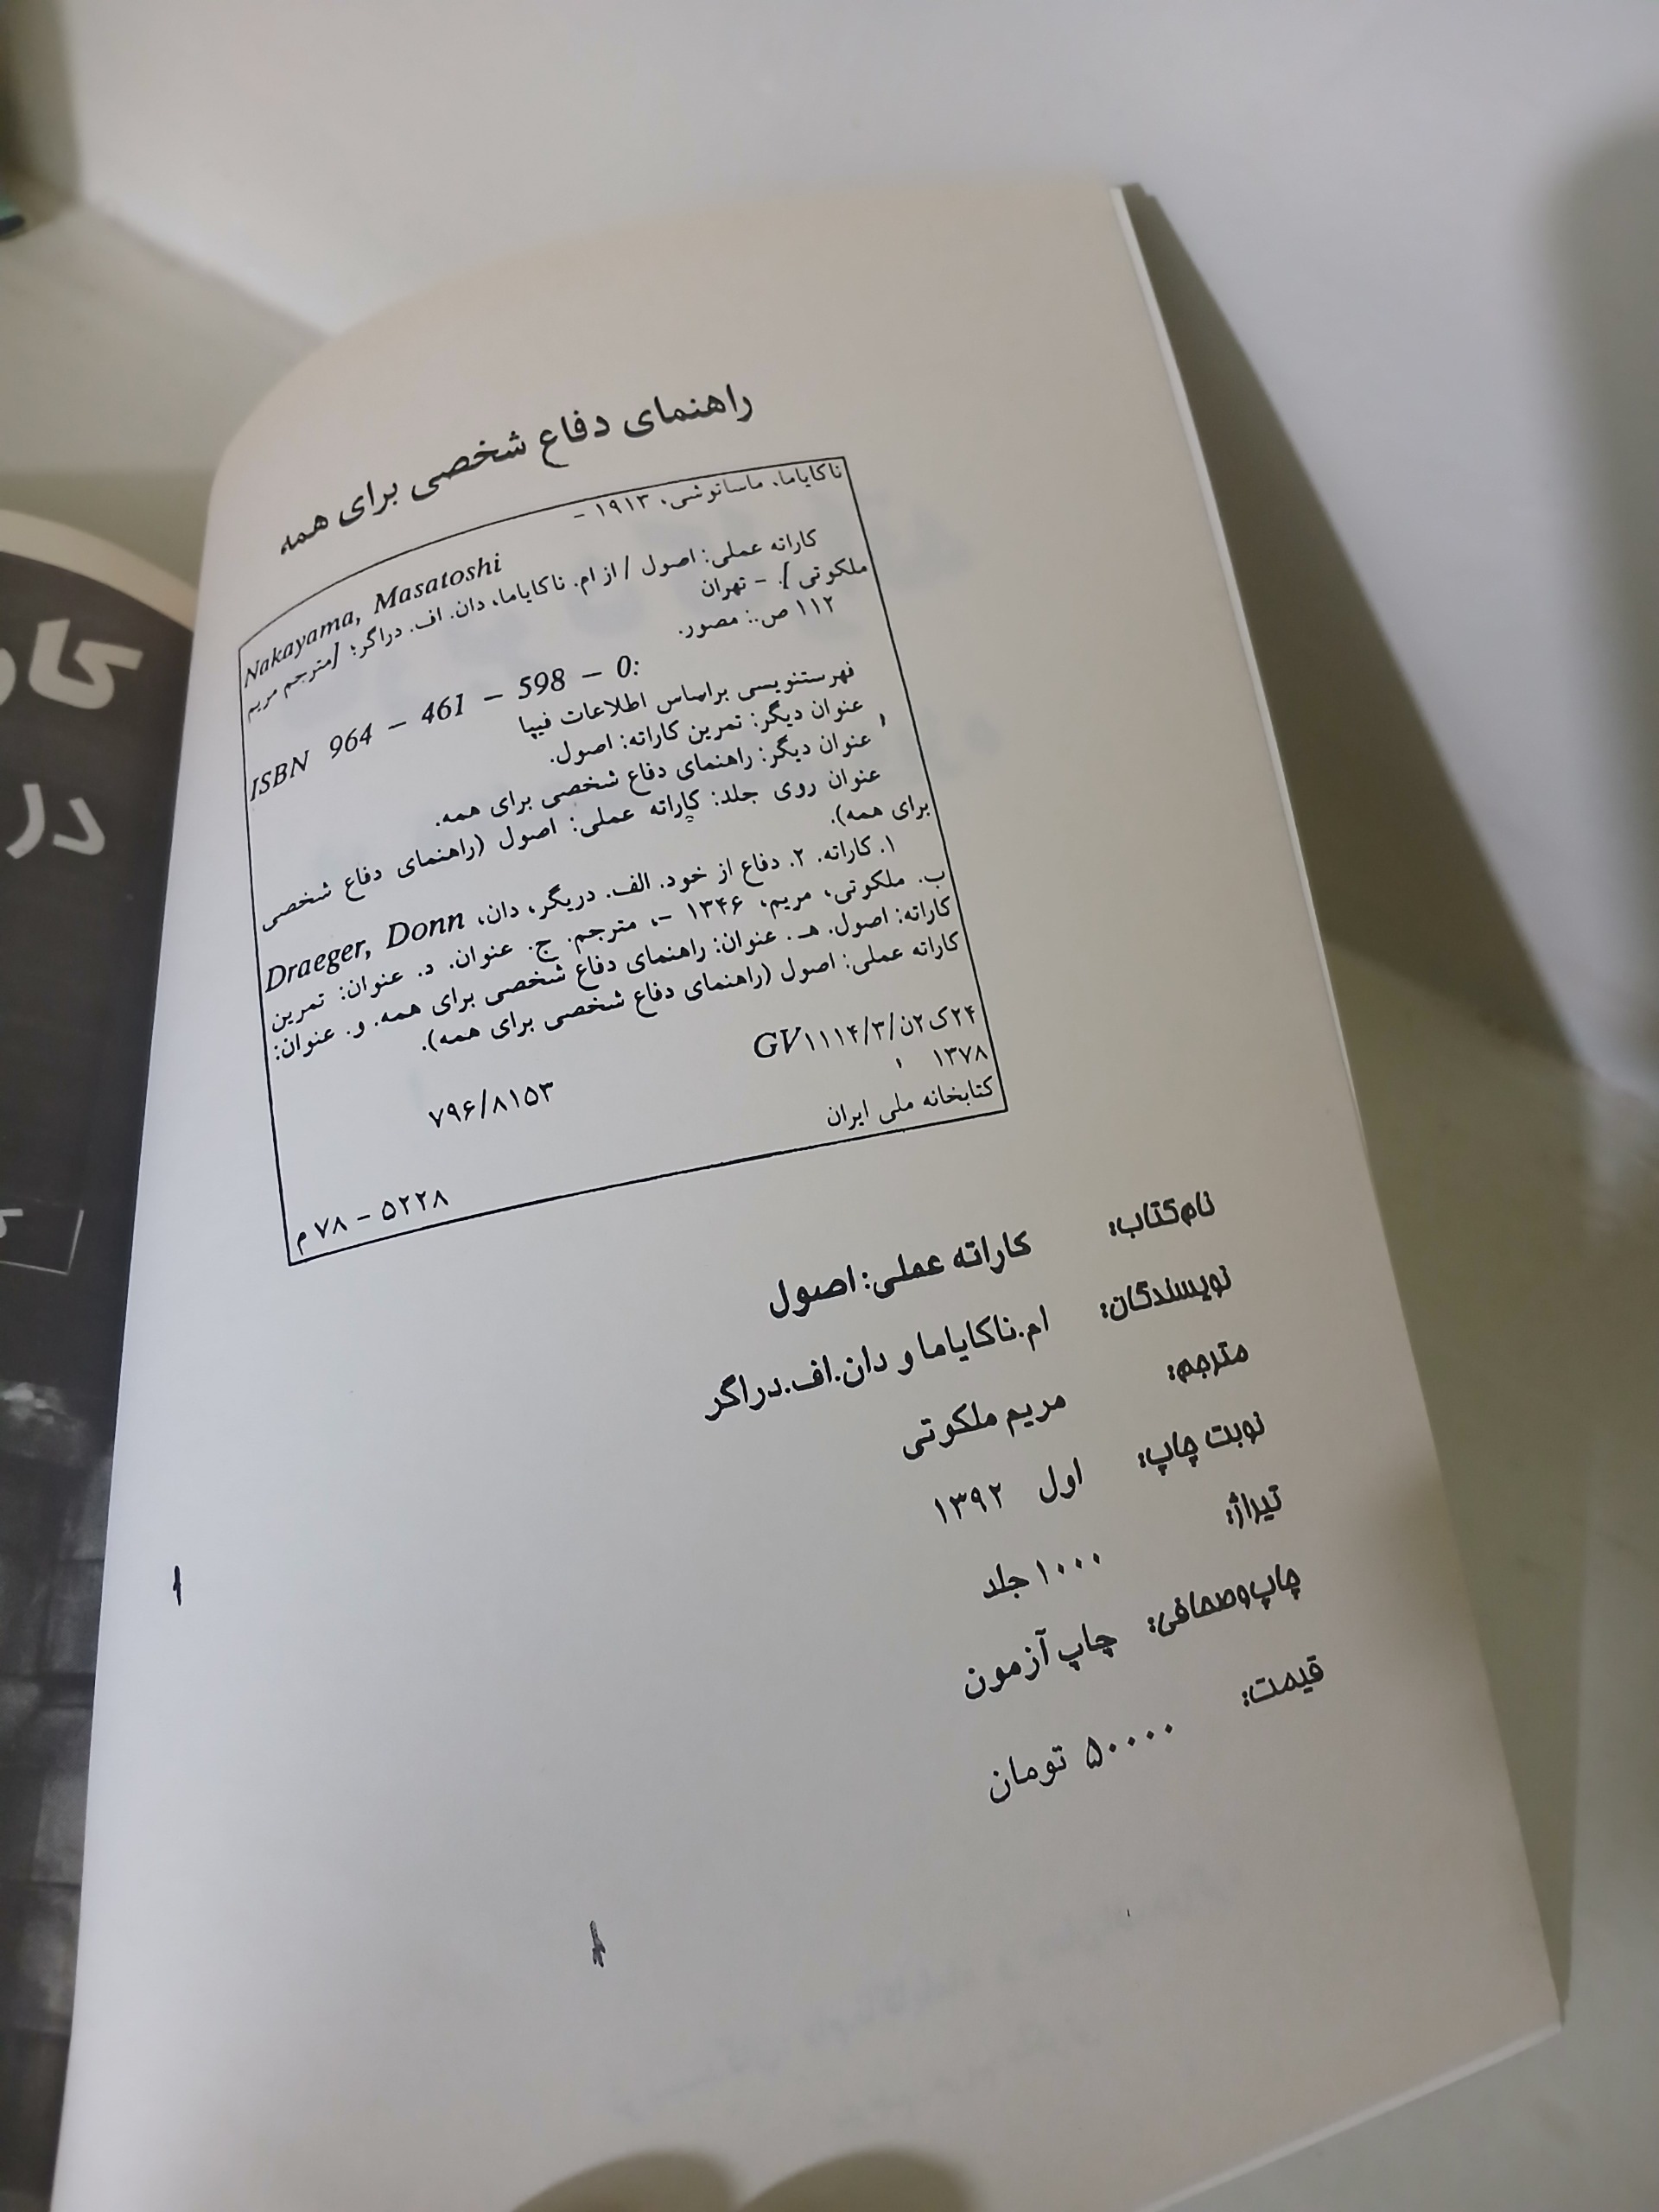 راهنمای دفاع شخصی برای همه
ناکایاما، ماساتوشی، ۱۹۱۳ -
Nakayama, Masatoshi
کاراته عملی: اصول / از ام. ناکایاما، دان. اف. دراگر؛ [مترجم مریم
ملکوتی]. - تهران
۱۱۲ ص.: مصور.
ISBN 964 - 461 - 598 - 0:
فهرستنویسی براساس اطلاعات فیپا
عنوان دیگر: تمرین کاراته: اصول.
عنوان دیگر: راهنمای دفاع شخصی برای همه.
عنوان روی جلد: کاراته عملی: اصول (راهنمای دفاع شخصی
برای همه).
۱. کاراته. ۲. دفاع از خود. الف. دریگر، دان، Draeger, Donn
ب. ملکوتی، مریم، ۱۳۴۶ -، مترجم. ج. عنوان. د. عنوان: تمرین
کاراته: اصول. هـ. عنوان: راهنمای دفاع شخصی برای همه. و. عنوان:
کاراته عملی: اصول (راهنمای دفاع شخصی برای همه).
۲۴ک۲ن/۳/GV۱۱۱۴
۱۳۷۸
۷۹۶/۸۱۵۳
کتابخانه ملی ایران
۵۲۲۸ - ۷۸ م
نام‌کتاب: کاراته عملی: اصول
نویسندگان: ام.ناکایاما و دان.اف.دراگر
مترجم: مریم ملکوتی
نوبت چاپ: اول ۱۳۹۲
تیراژ: ۱۰۰۰ جلد
چاپ‌وصحافی: چاپ آزمون
قیمت: ۵۰۰۰۰ تومان
در